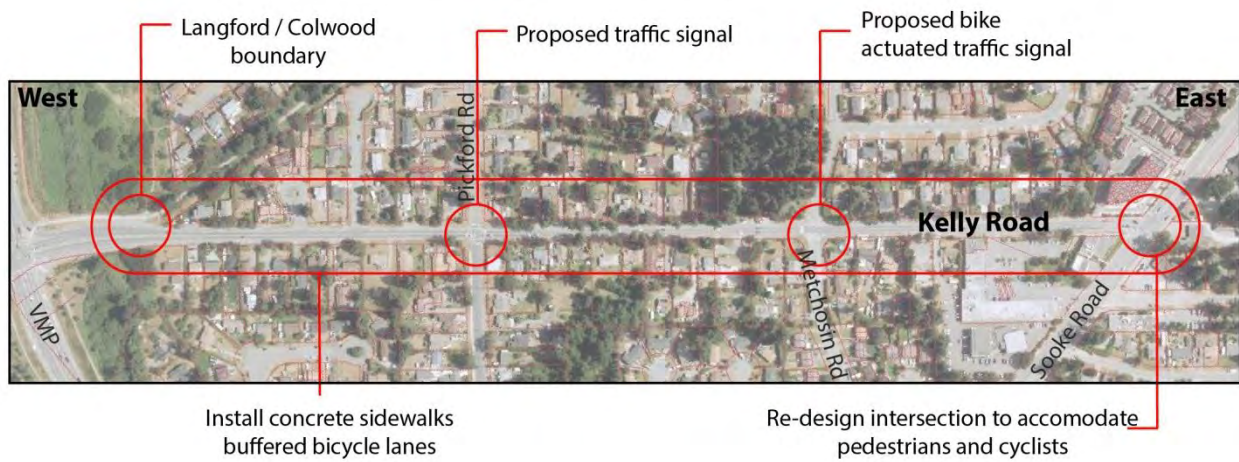 Langford / Colwood
boundary
Proposed traffic signal
Proposed bike
actuated traffic signal
West
East
Pickford Rd
Kelly Road
Metchosin Rd
Sooke Road
VMP
Install concrete sidewalks
buffered bicycle lanes
Re-design intersection to accomodate
pedestrians and cyclists